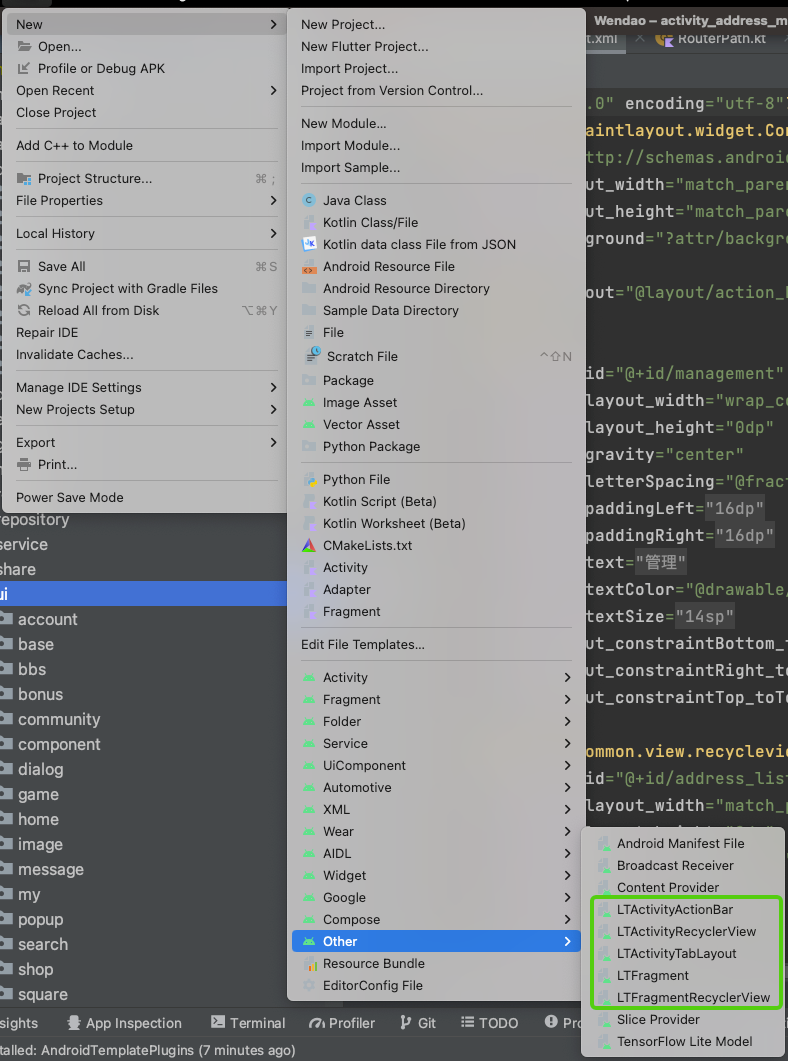 New
Open...
Profile or Debug APK
Open Recent
Close Project
Add C++ to Module
Project Structure... ⌘ ;
File Properties
Local History
Save All ⌘S
Sync Project with Gradle Files
Reload All from Disk ⌥⌘Y
Repair IDE
Invalidate Caches...
Manage IDE Settings
New Projects Setup
Export
Print...
Power Save Mode
repository
service
share
ui
account
base
bbs
bonus
community
component
dialog
game
home
image
message
my
popup
search
shop
square
New Project...
New Flutter Project...
Import Project...
Project from Version Control...
New Module...
Import Module...
Import Sample...
Java Class
Kotlin Class/File
Kotlin data class File from JSON
Android Resource File
Android Resource Directory
Sample Data Directory
File
Scratch File ^⇧N
Package
Image Asset
Vector Asset
Python Package
Python File
Kotlin Script (Beta)
Kotlin Worksheet (Beta)
CMakeLists.txt
Activity
Adapter
Fragment
Edit File Templates...
Activity
Fragment
Folder
Service
UiComponent
Automotive
XML
Wear
AIDL
Widget
Google
Compose
Other
Resource Bundle
EditorConfig File
Wendao – activity_address_m
t.xml RouterPath.kt
.0" encoding="utf-8"
aintlayout.widget.Con
ttp://schemas.androi
ut_width="match_pare
ut_height="match_par
ground="?attr/backgr
out="@layout/action_
id="@+id/management"
layout_width="wrap_c
layout_height="0dp"
gravity="center"
letterSpacing="@frac
paddingLeft="16dp"
paddingRight="16dp"
text="管理"
textColor="@drawable/
textSize="14sp"
ut_constraintBottom_
ut_constraintRight_to
ut_constraintTop_toTo
ommon.view.recyclevi
id="@+id/address_list
layout_width="match_p
Android Manifest File
Broadcast Receiver
Content Provider
LTActivityActionBar
LTActivityRecyclerView
LTActivityTabLayout
LTFragment
LTFragmentRecyclerView
Slice Provider
TensorFlow Lite Model
sights App Inspection Terminal Profiler Git TODO Pr
talled: AndroidTemplatePlugins (7 minutes ago)